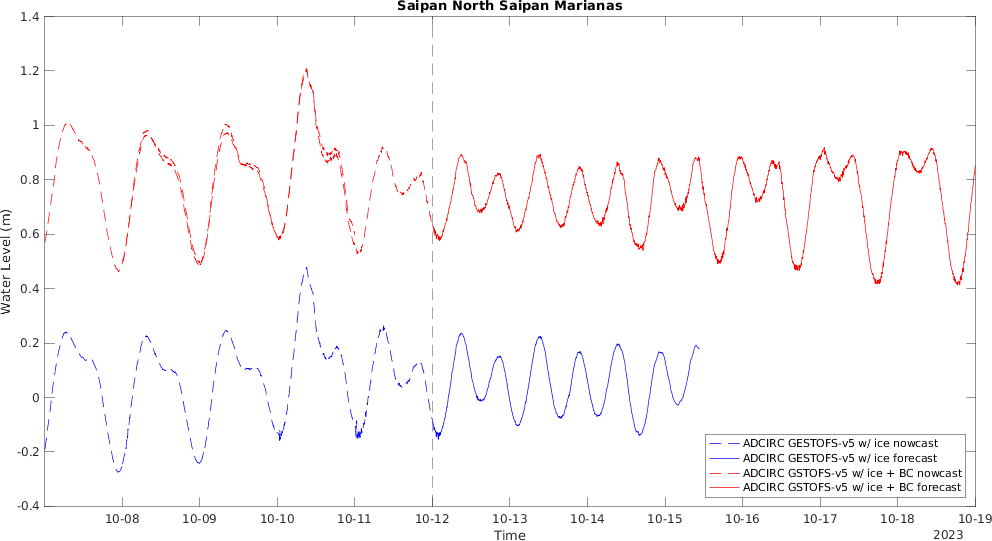 Saipan North Saipan Marianas
1.4
1.2
1
0.8
0.6
0.4
0.2
0
-0.2
-0.4
Water Level (m)
10-08 10-09 10-10 10-11 10-12 10-13 10-14 10-15 10-16 10-17 10-18 10-19
Time
2023
ADCIRC GESTOFS-v5 w/ ice nowcast
ADCIRC GESTOFS-v5 w/ ice forecast
ADCIRC GSTOFS-v5 w/ ice + BC nowcast
ADCIRC GSTOFS-v5 w/ ice + BC forecast